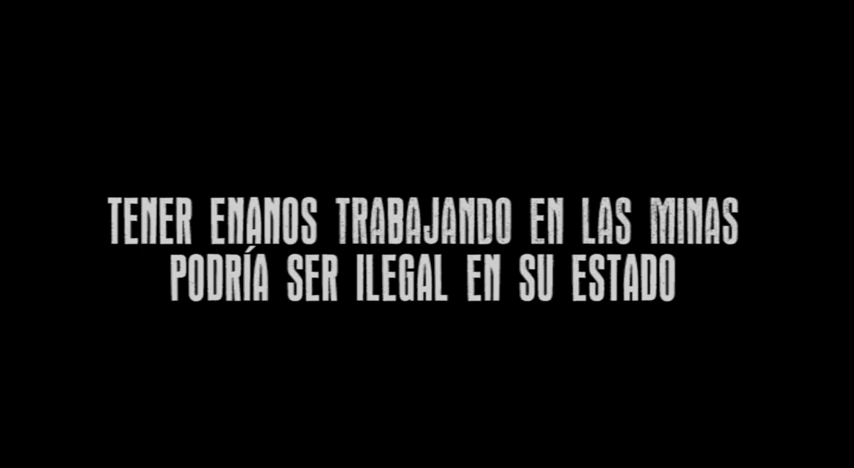 TENER ENANOS TRABAJANDO EN LAS MINAS
PODRÍA SER ILEGAL EN SU ESTADO